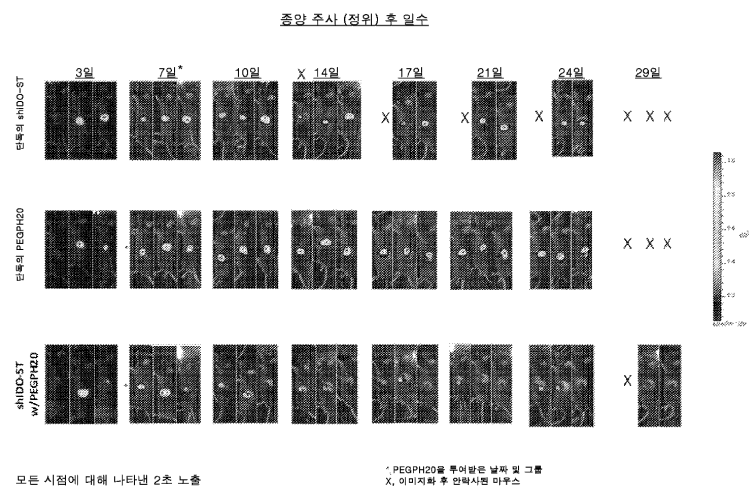 종양 주사 (정위) 후 일수
3일 7일* 10일 X 14일 17일 21일 24일 29일
단독의 shIDO-ST
X X X X X X
단독의 PEGPH20
X X X
shIDO-ST
w/PEGPH20
X
모든 시점에 대해 나타낸 2초 노출
*, PEGPH20을 투여받은 날짜 및 그룹
X, 이미지화 후 안락사된 마우스